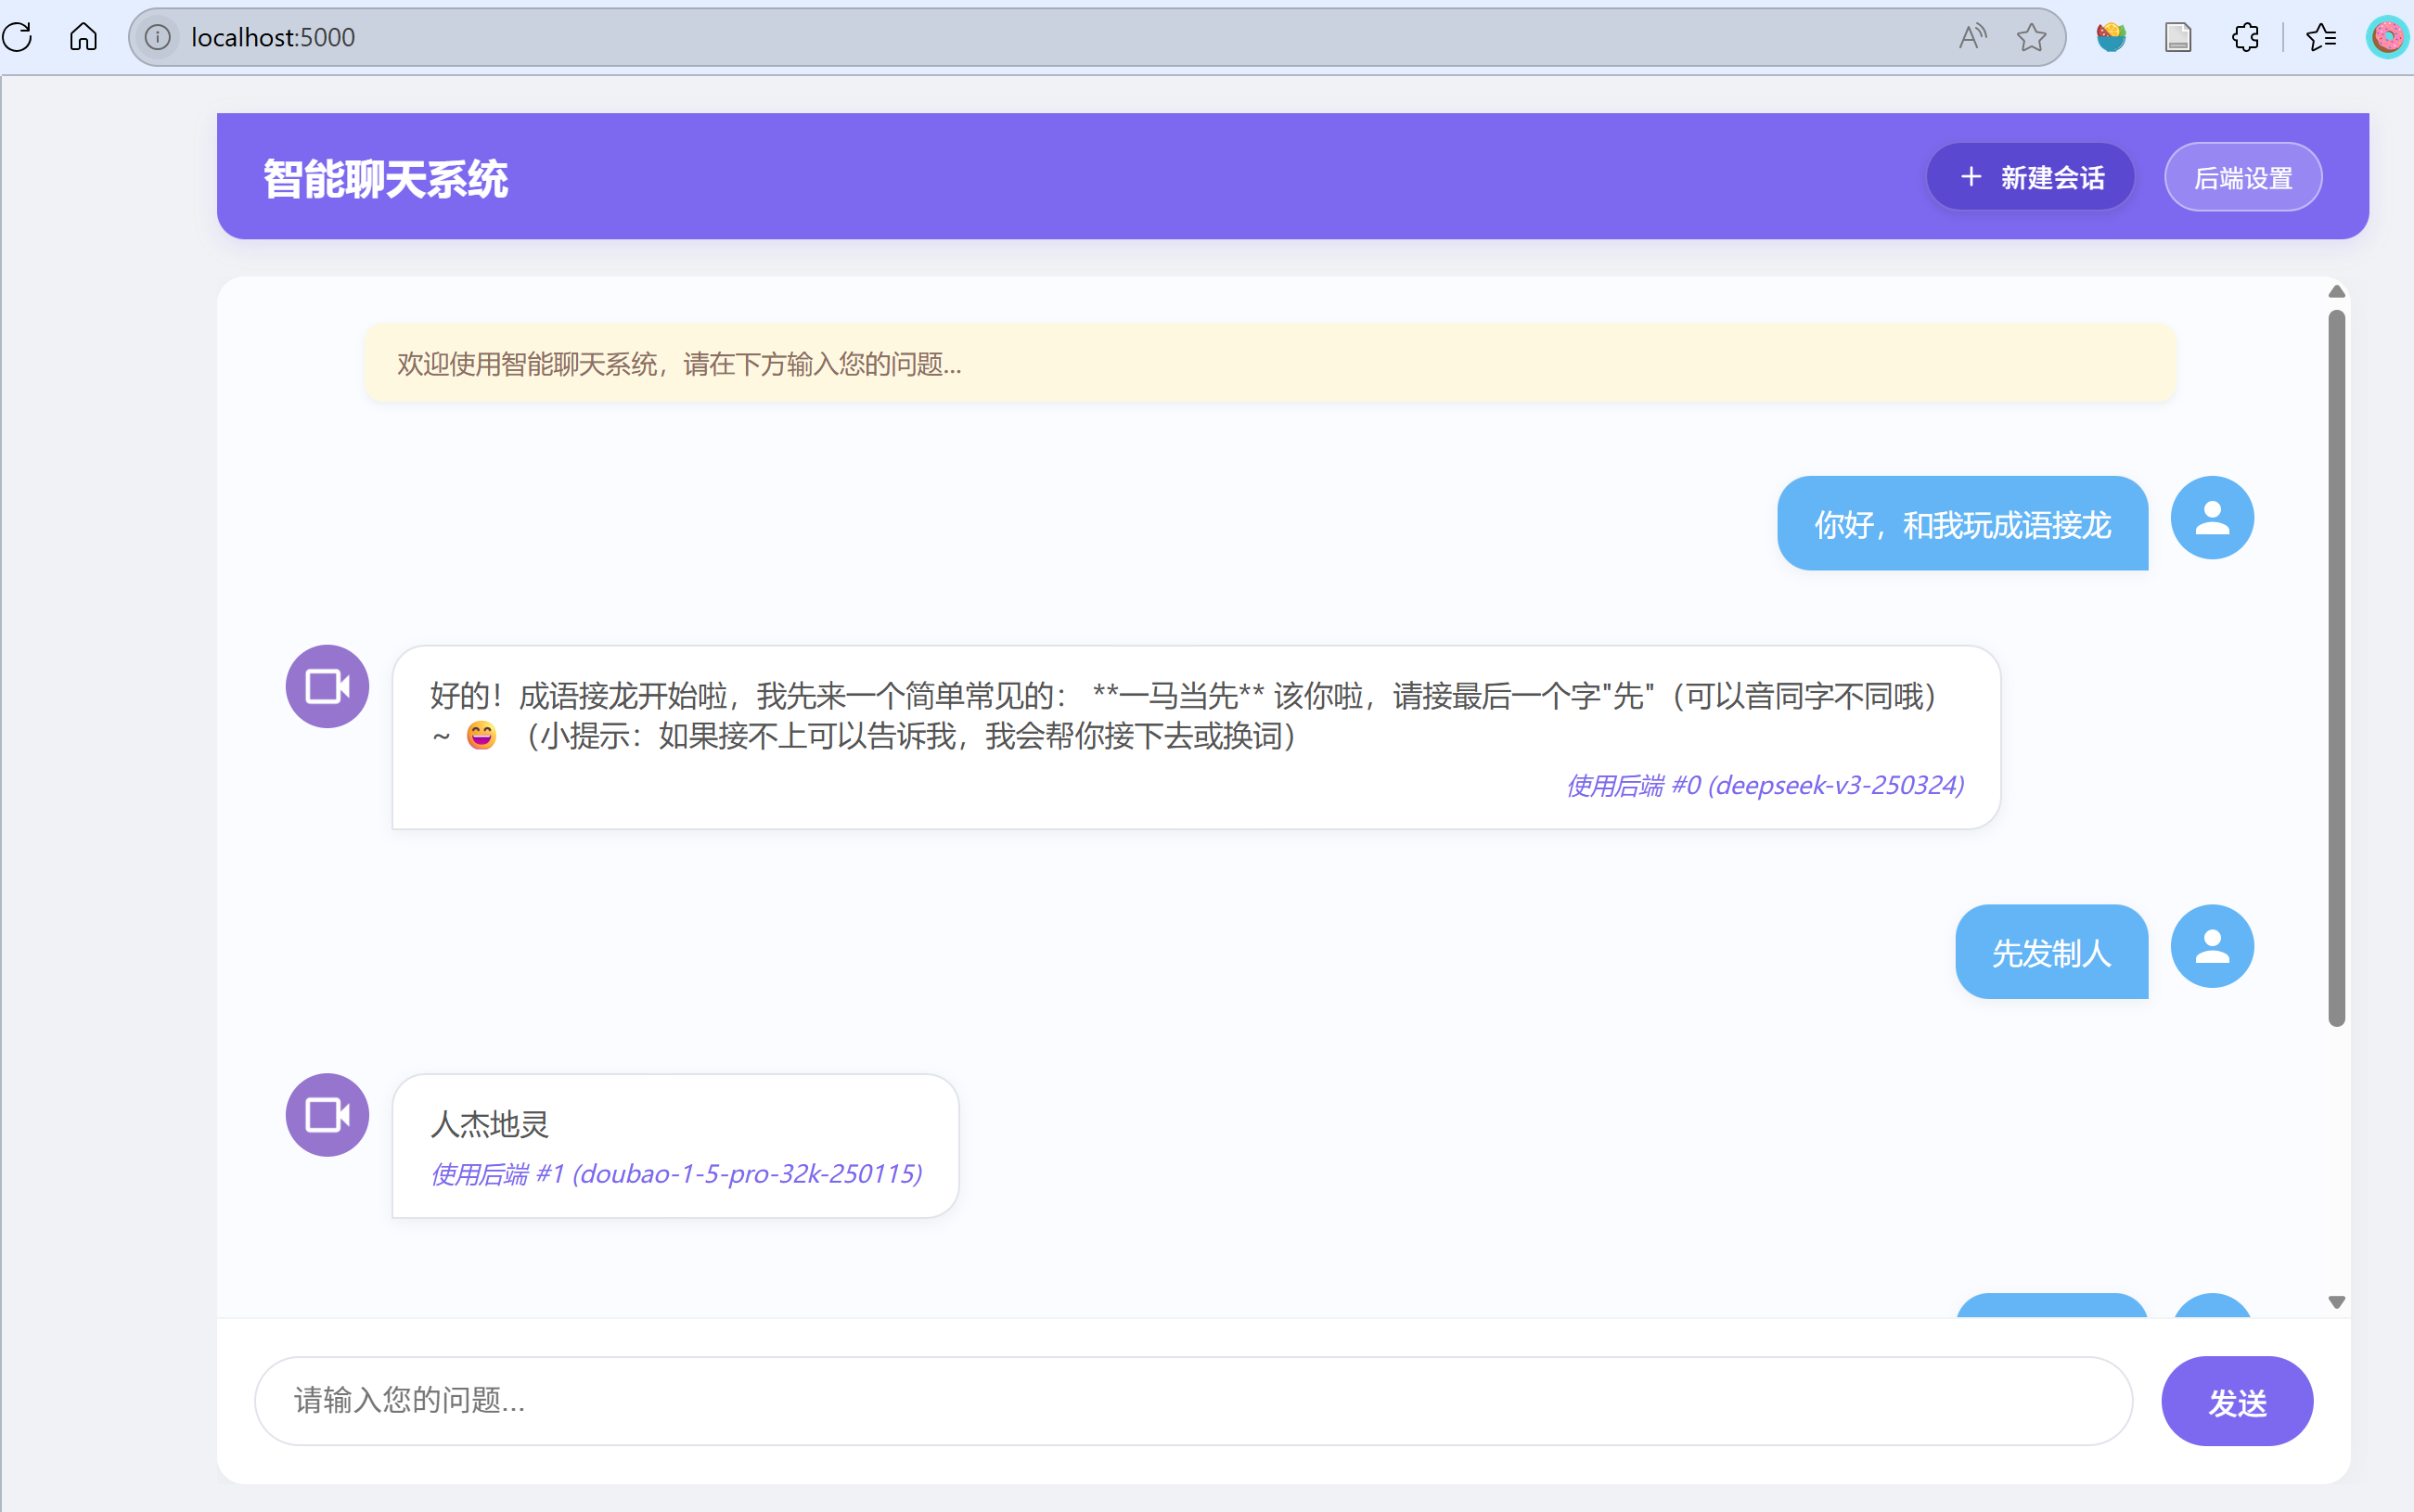 localhost:5000
智能聊天系统
+ 新建会话
后端设置
欢迎使用智能聊天系统，请在下方输入您的问题...
你好，和我玩成语接龙
好的！成语接龙开始啦，我先来一个简单常见的： **一马当先** 该你啦，请接最后一个字"先"（可以音同字不同哦）
~ 😄 （小提示：如果接不上可以告诉我，我会帮你接下去或换词）
使用后端 #0 (deepseek-v3-250324)
先发制人
人杰地灵
使用后端 #1 (doubao-1-5-pro-32k-250115)
请输入您的问题...
发送